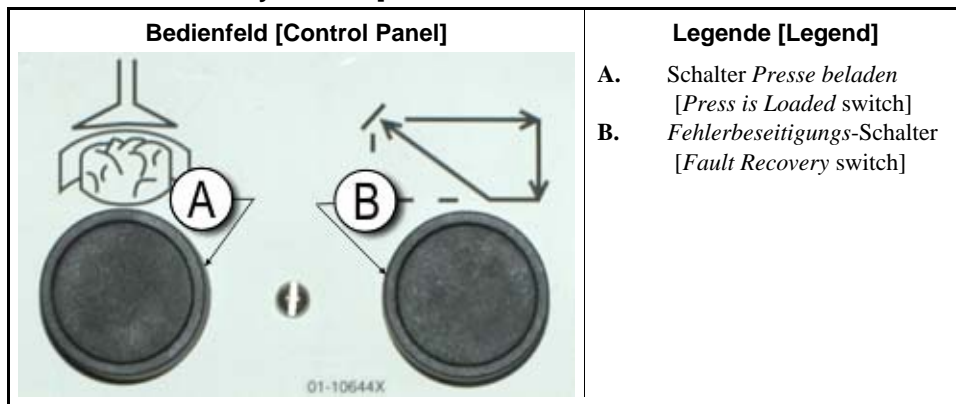 Bedienfeld [Control Panel]
A
B
01-10644X
Legende [Legend]
A. Schalter Presse beladen
[Press is Loaded switch]
B. Fehlerbeseitigungs-Schalter
[Fault Recovery switch]